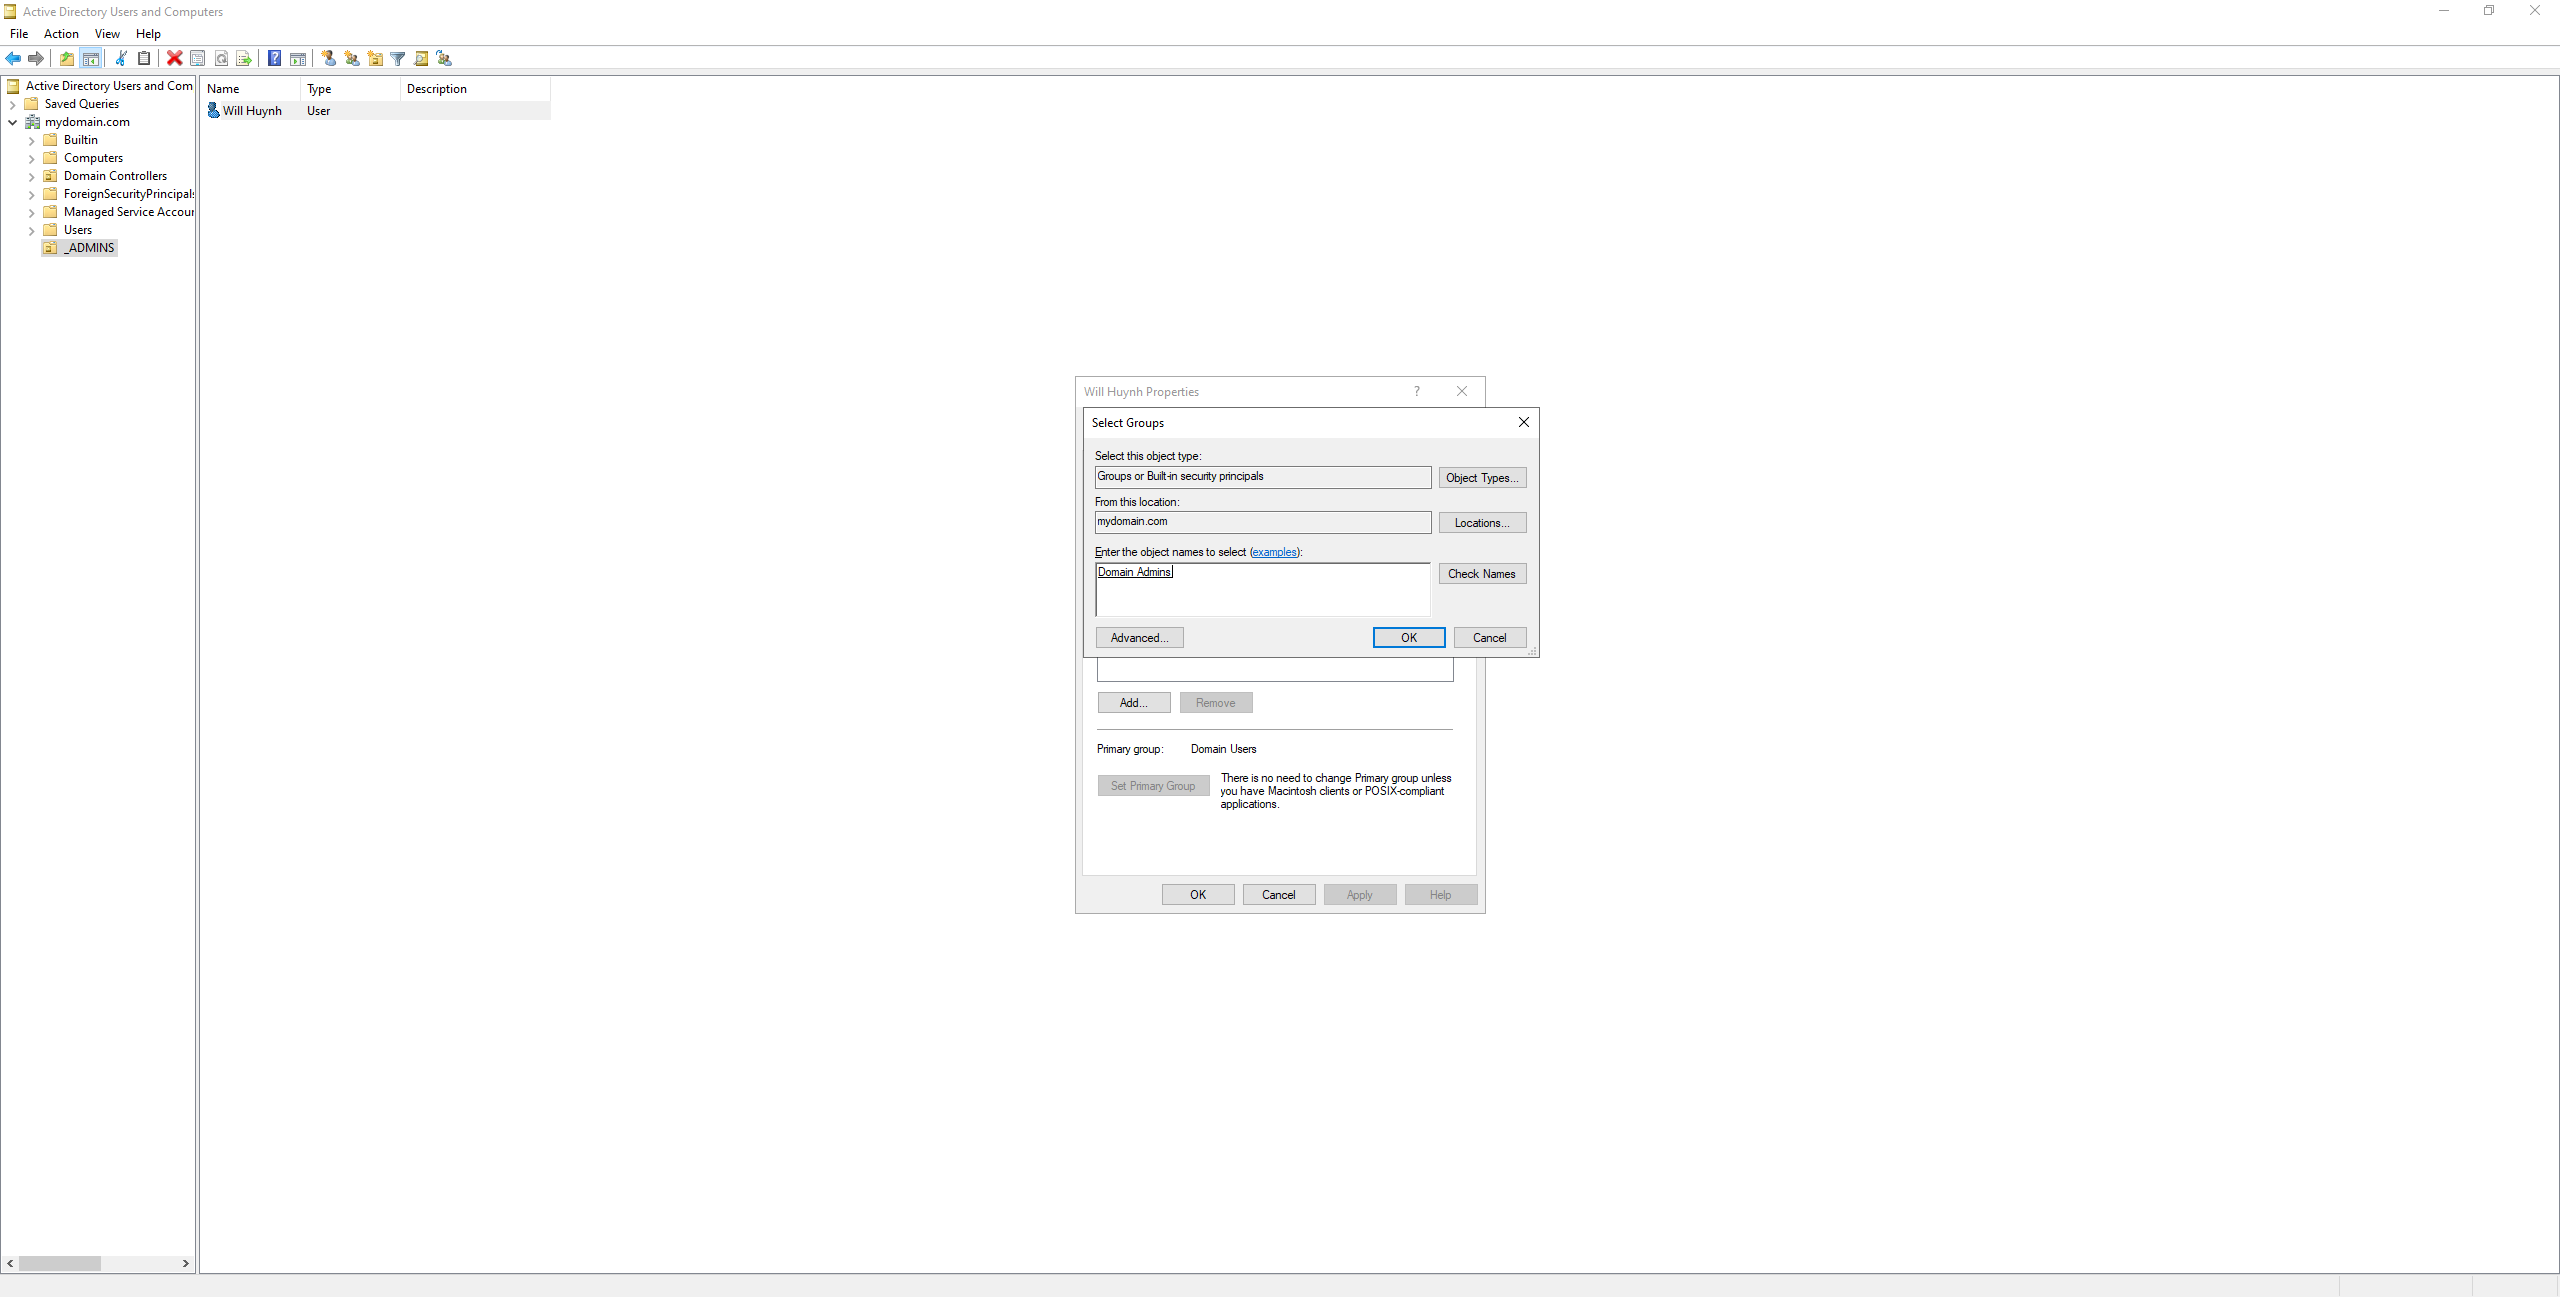 Active Directory Users and Computers
File Action View Help
Active Directory Users and Com
Saved Queries
mydomain.com
Builtin
Computers
Domain Controllers
ForeignSecurityPrincipals
Managed Service Accour
Users
_ADMINS
Name Type Description
Will Huynh User
Will Huynh Properties
Select Groups
Select this object type:
Groups or Built-in security principals
Object Types...
From this location:
mydomain.com
Locations...
Enter the object names to select (examples):
Domain Admins
Check Names
Advanced...
OK
Cancel
Add...
Remove
Primary group: Domain Users
Set Primary Group
There is no need to change Primary group unless
you have Macintosh clients or POSIX-compliant
applications.
OK
Cancel
Apply
Help